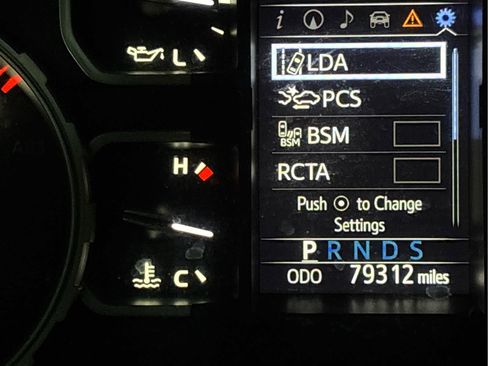 i
L
LDA
PCS
BSM
BSM
H
RCTA
Push to Change
Settings
P R N D S
C
ODO 79312 miles